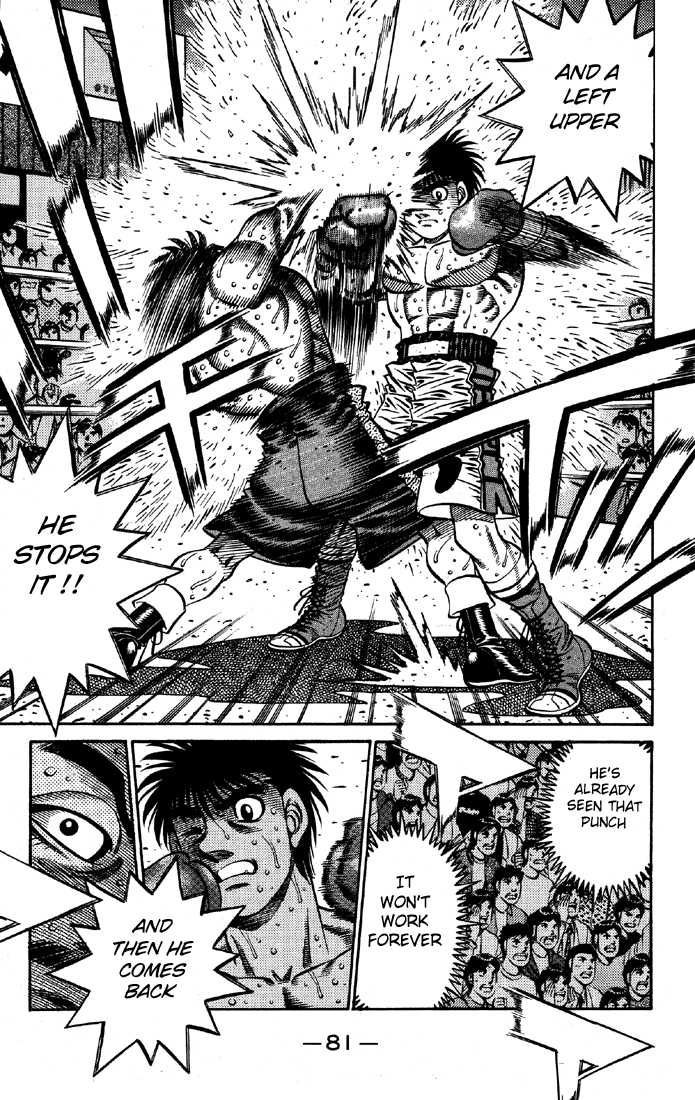 AND A
LEFT
UPPER
HE
STOPS
IT !!
HE'S
ALREADY
SEEN THAT
PUNCH
IT
WON'T
WORK
FOREVER
AND
THEN HE
COMES
BACK
—81—